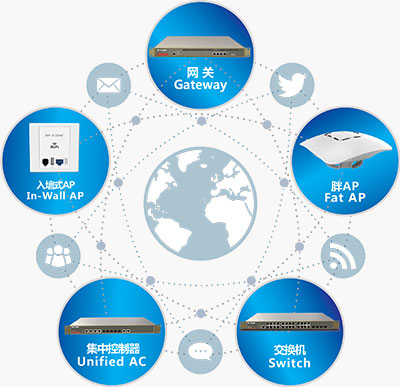 网关
Gateway
入墙式AP
In-Wall AP
胖AP
Fat AP
集中控制器
Unified AC
交换机
Switch